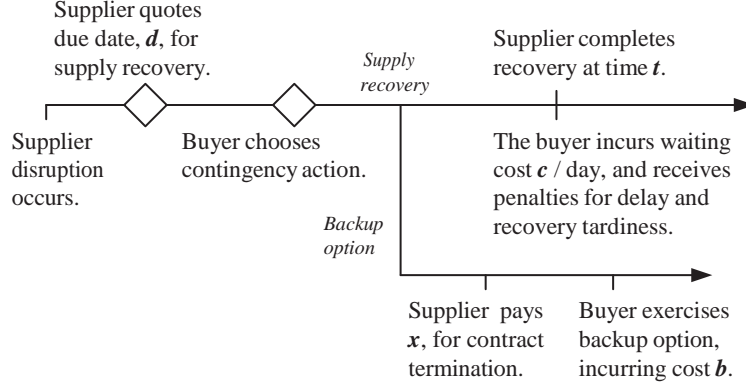 Supplier quotes
due date, d, for
supply recovery.
Supply
recovery
Supplier completes
recovery at time t.
Supplier
disruption
occurs.
Buyer chooses
contingency action.
The buyer incurs waiting
cost c / day, and receives
penalties for delay and
recovery tardiness.
Backup
option
Supplier pays
x, for contract
termination.
Buyer exercises
backup option,
incurring cost b.